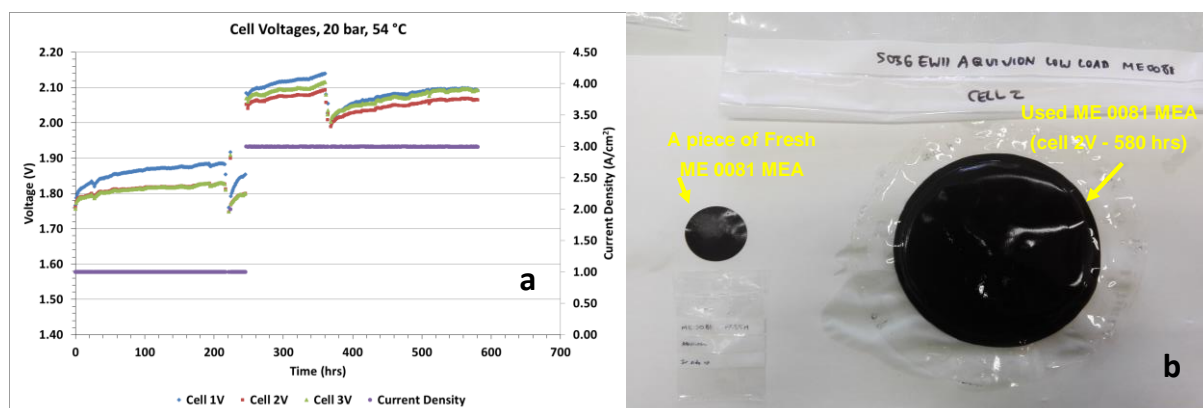 Cell Voltages, 20 bar, 54 °C
Voltage (V)
2.20
2.10
2.00
1.90
1.80
1.70
1.60
1.50
1.40
4.50
4.00
3.50
3.00
2.50
2.00
1.50
1.00
0.50
0.00
Current Density (A/cm²)
0 100 200 300 400 500 600 700
Time (hrs)
Cell 1V Cell 2V Cell 3V Current Density
a
5036 EW11 AQUIVION LOW LOAD ME0081
CELL 2
A piece of Fresh
ME 0081 MEA
Used ME 0081 MEA
(cell 2V - 580 hrs)
ME 0081 FRESH
b